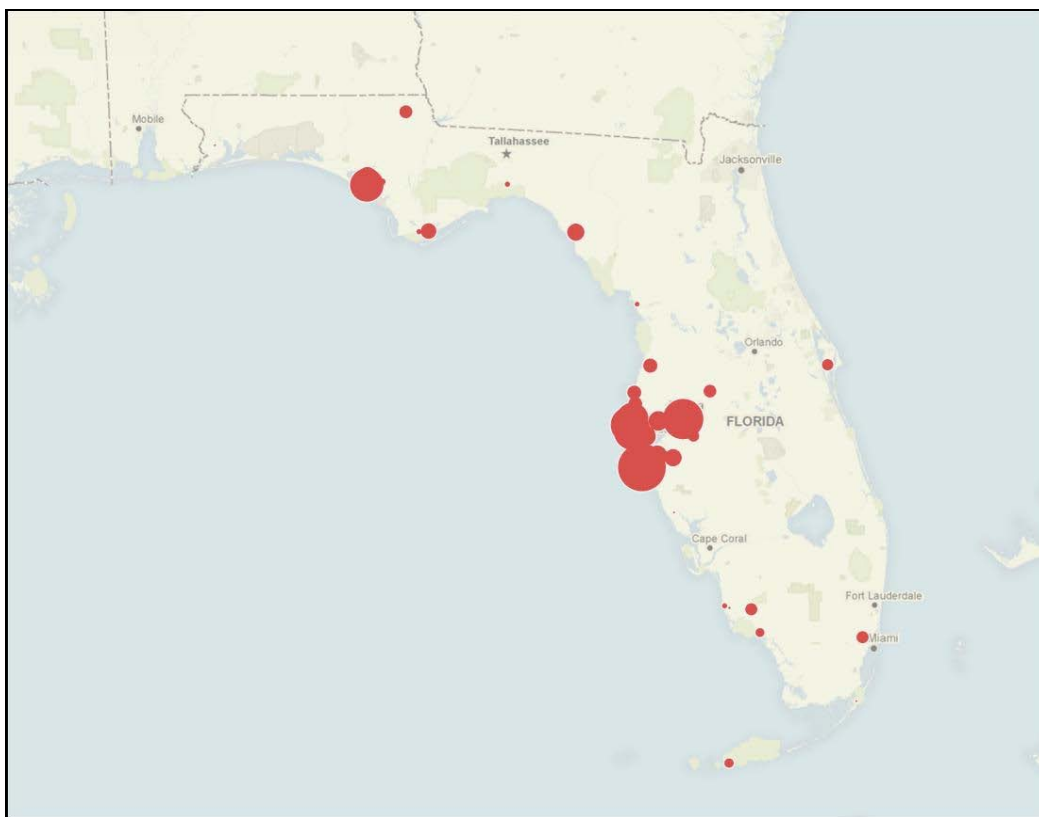 Mobile
Tallahassee
Jacksonville
Orlando
FLORIDA
Cape Coral
Fort Lauderdale
Miami